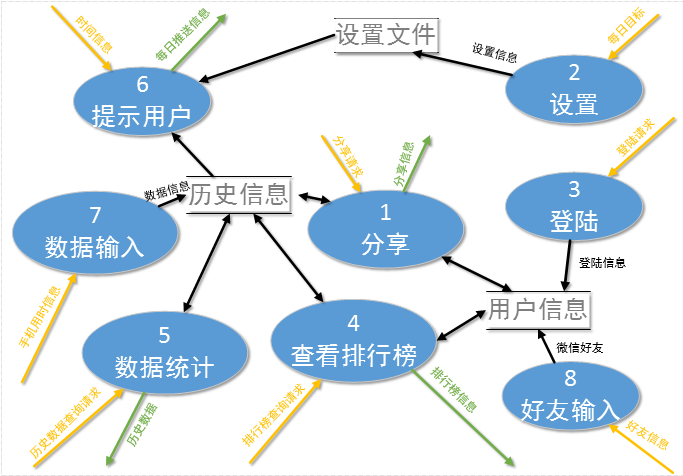 时间信息
每日推送信息
设置文件
设置信息
每日目标
6
提示用户
2
设置
登陆请求
分享请求
分享信息
数据信息
历史信息
3
登陆
7
数据输入
1
分享
登陆信息
手机用时信息
用户信息
5
数据统计
4
查看排行榜
微信好友
8
好友输入
历史数据查询请求
历史数据
排行榜查询请求
排行榜信息
好友信息